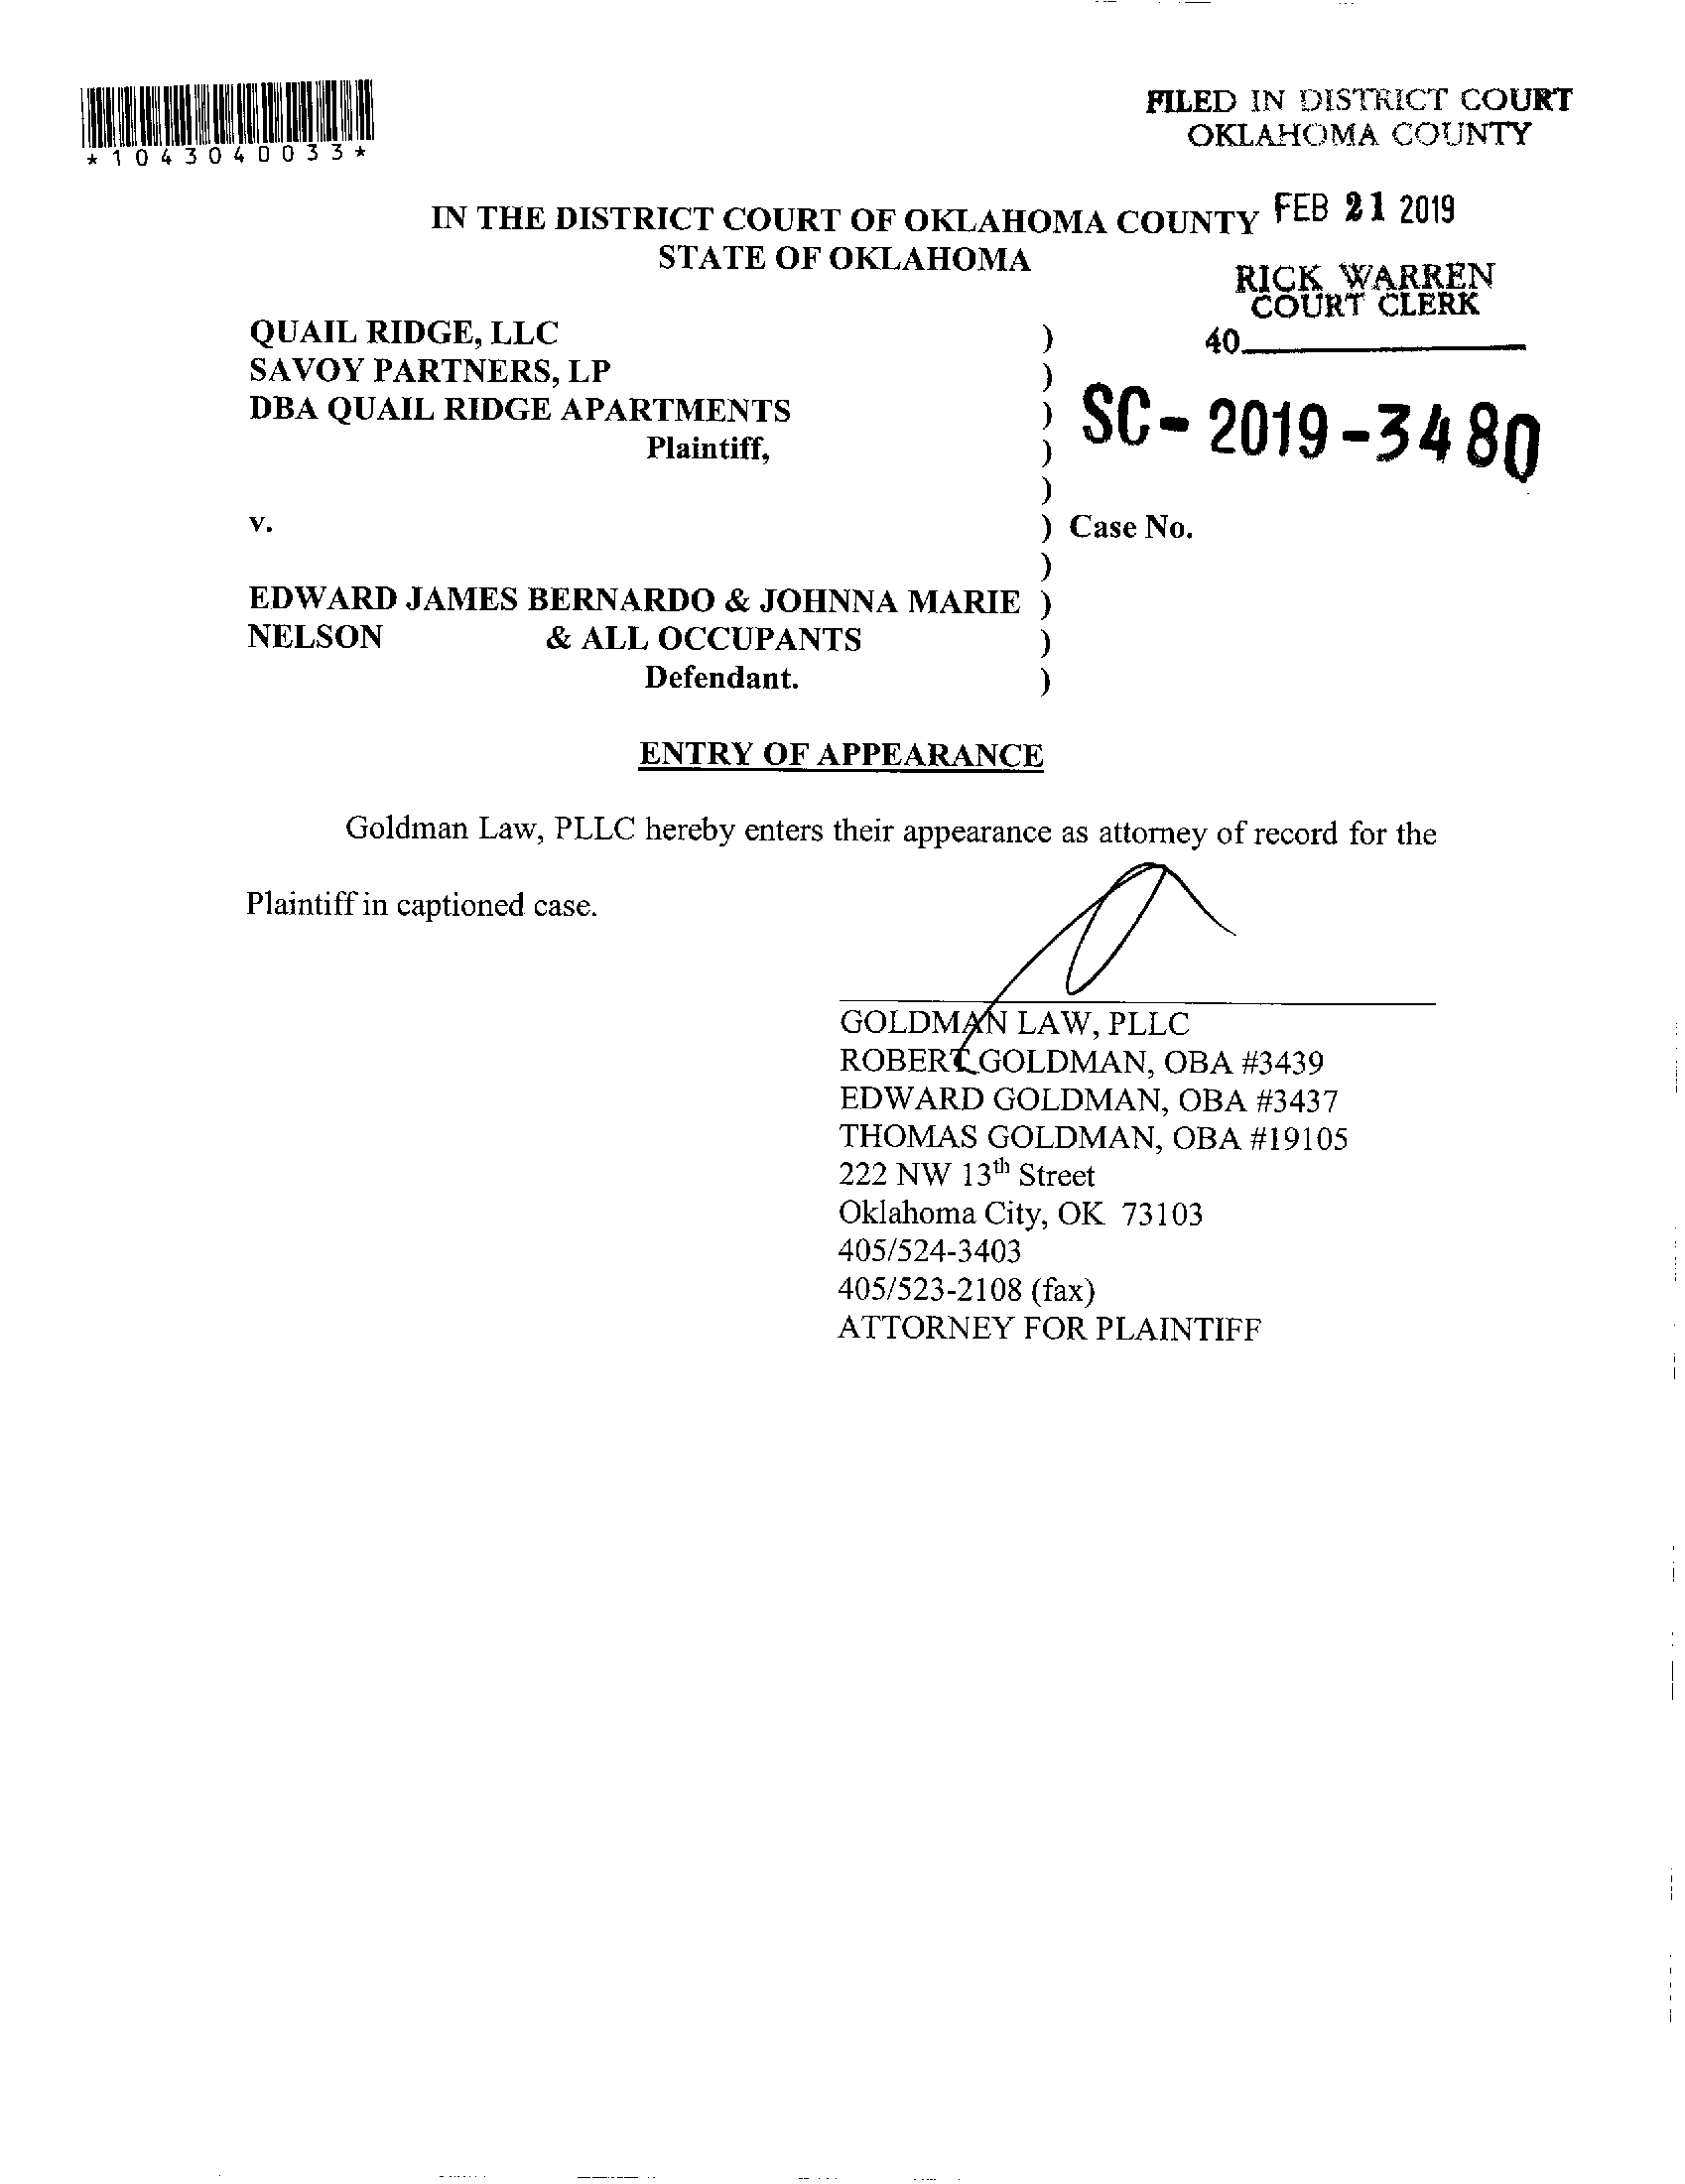 *1043040033*
FILED IN DISTRICT COURT
OKLAHOMA COUNTY
IN THE DISTRICT COURT OF OKLAHOMA COUNTY
STATE OF OKLAHOMA
FEB 21 2019
RICK WARREN
COURT CLERK
40
QUAIL RIDGE, LLC )
SAVOY PARTNERS, LP )
DBA QUAIL RIDGE APARTMENTS )
Plaintiff, )
)
SC-2019-3480
v. ) Case No.
)
EDWARD JAMES BERNARDO & JOHNNA MARIE )
NELSON & ALL OCCUPANTS )
Defendant. )
ENTRY OF APPEARANCE
Goldman Law, PLLC hereby enters their appearance as attorney of record for the
Plaintiff in captioned case.
GOLDMAN LAW, PLLC
ROBERT GOLDMAN, OBA #3439
EDWARD GOLDMAN, OBA #3437
THOMAS GOLDMAN, OBA #19105
222 NW 13th Street
Oklahoma City, OK 73103
405/524-3403
405/523-2108 (fax)
ATTORNEY FOR PLAINTIFF